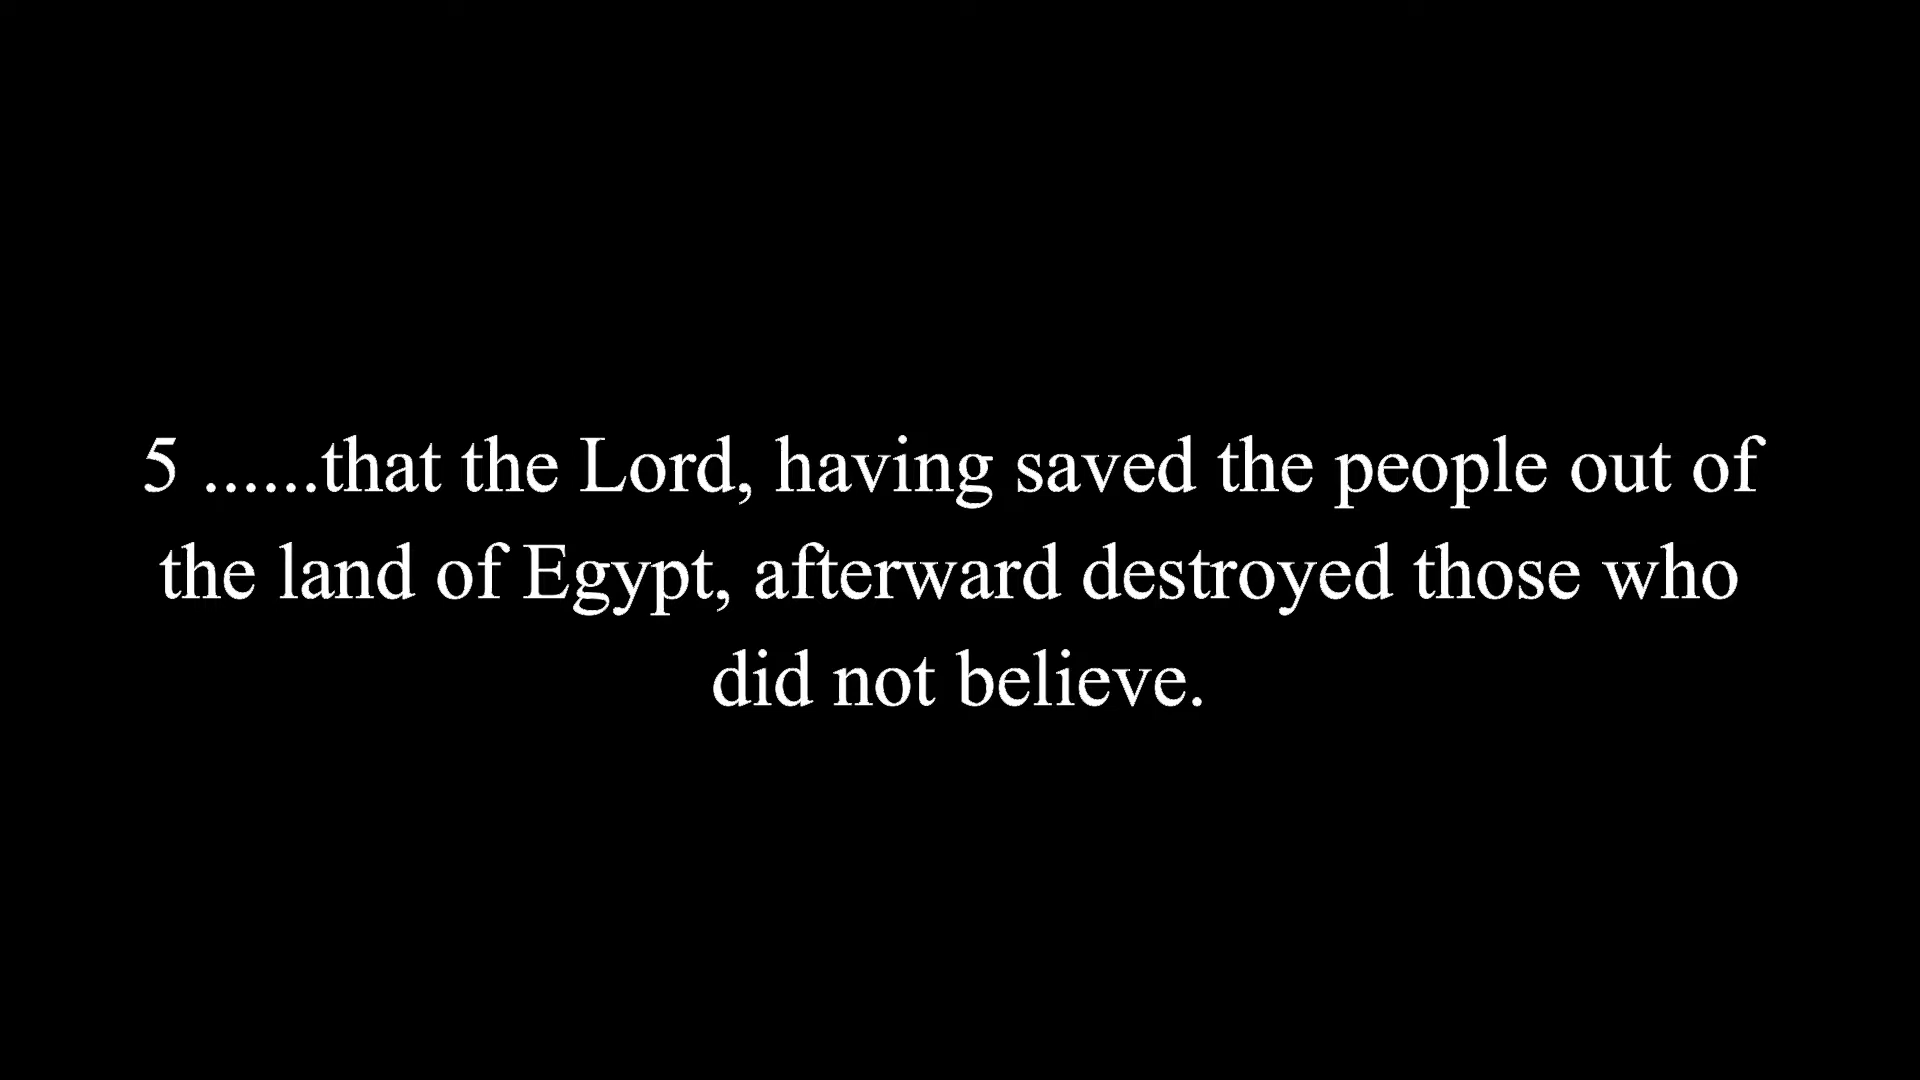 5 ......that the Lord, having saved the people out of
the land of Egypt, afterward destroyed those who
did not believe.